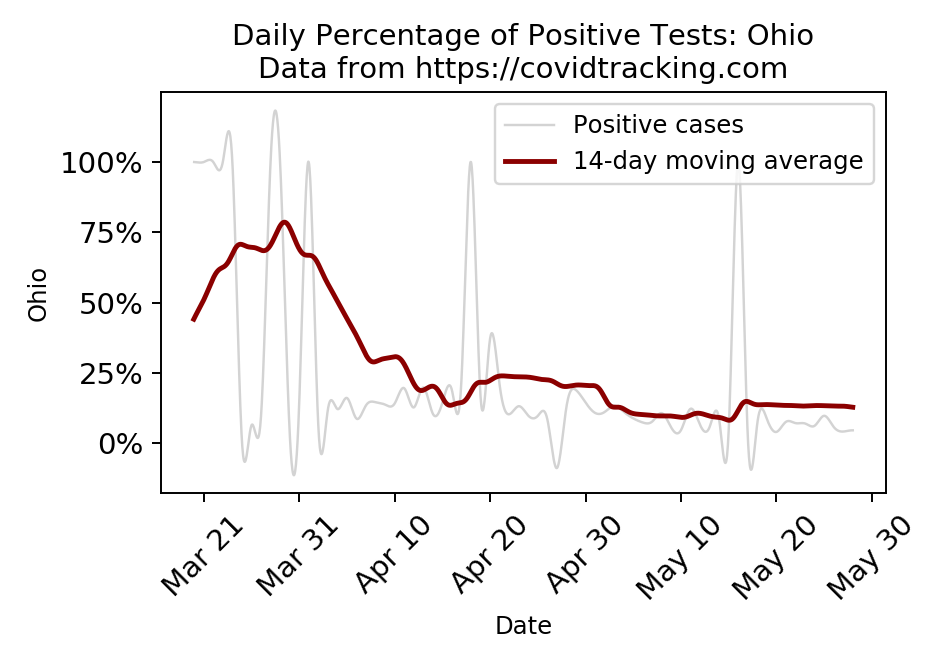 Daily Percentage of Positive Tests: Ohio
Data from https://covidtracking.com
Positive cases
14-day moving average
100%
75%
50%
25%
0%
Ohio
Mar 21
Mar 31
Apr 10
Apr 20
Apr 30
May 10
May 20
May 30
Date